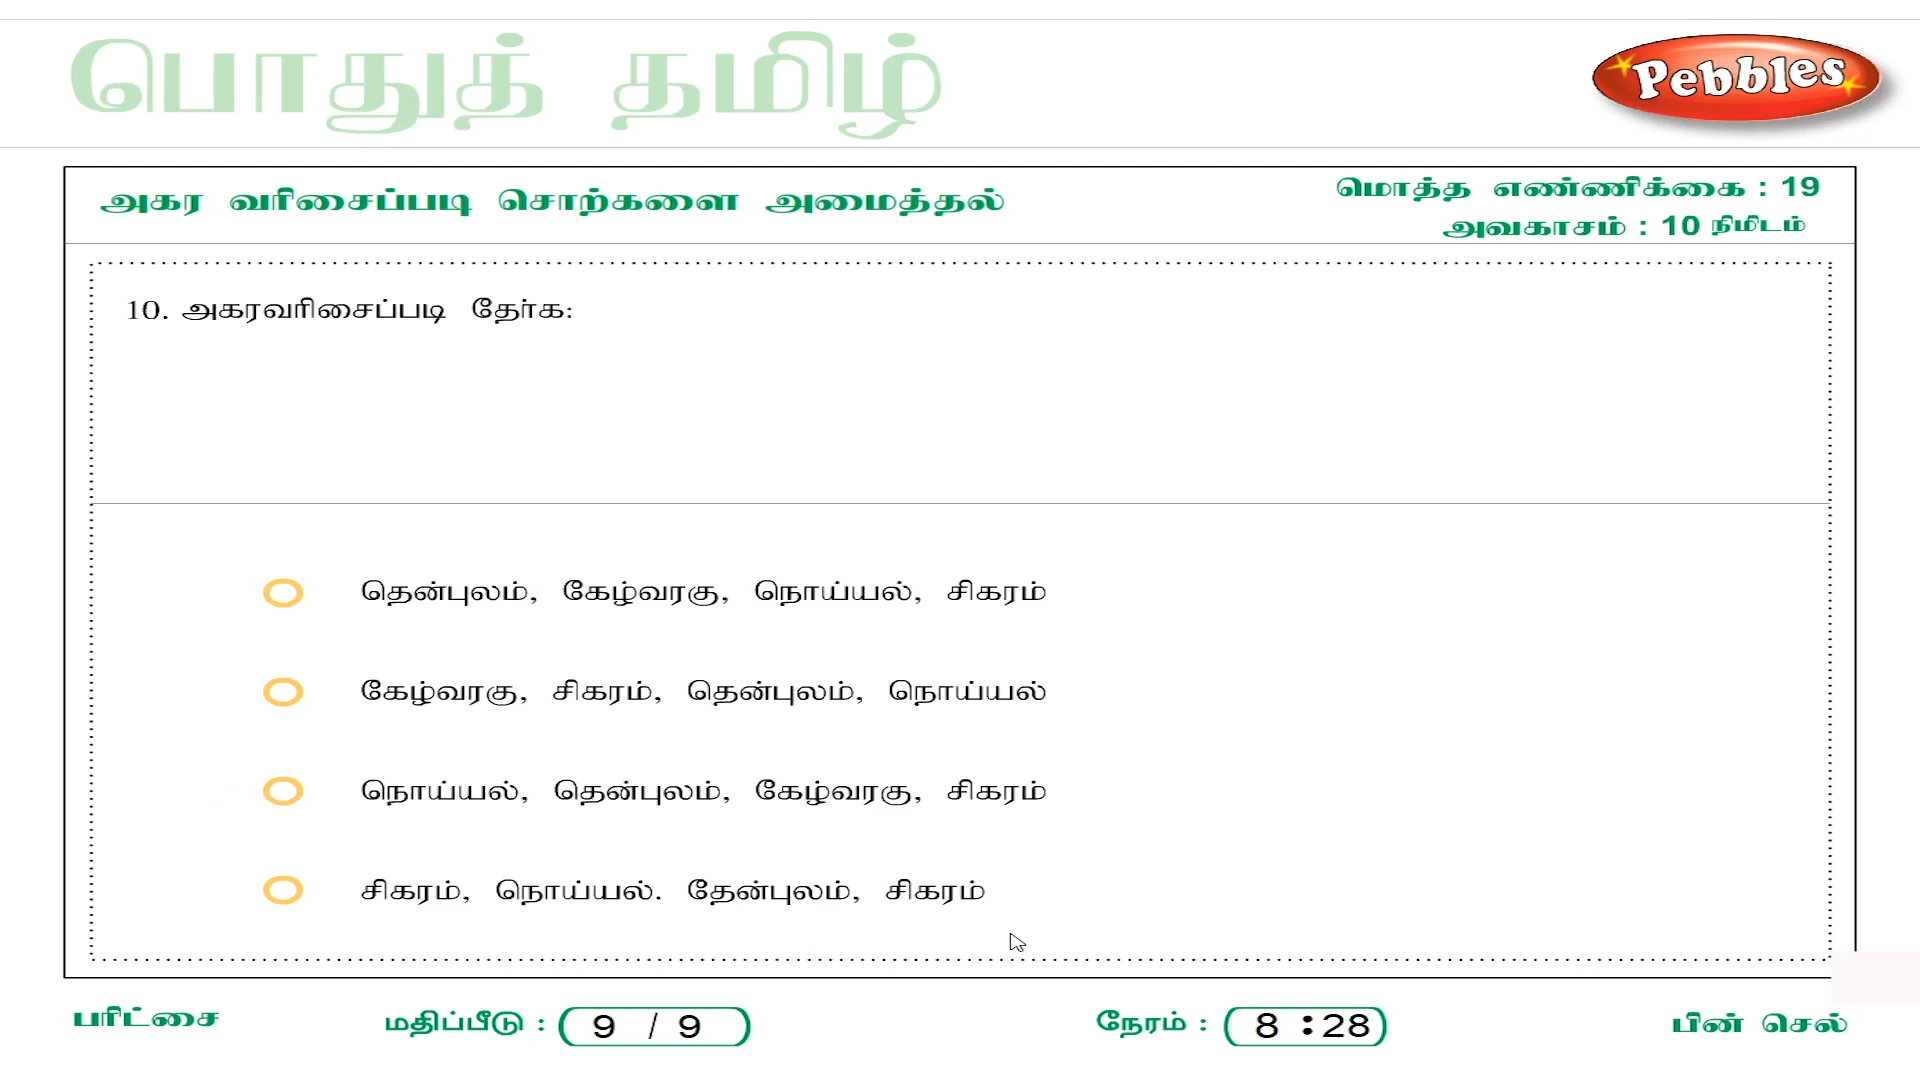 பொதுத் தமிழ்
Pebbles
அகர வரிசைப்படி சொற்களை அமைத்தல்
மொத்த எண்ணிக்கை : 19
அவகாசம் : 10 நிமிடம்
10. அகரவரிசைப்படி தேர்க:
தென்புலம், கேழ்வரகு, நொய்யல், சிகரம்
கேழ்வரகு, சிகரம், தென்புலம், நொய்யல்
நொய்யல், தென்புலம், கேழ்வரகு, சிகரம்
சிகரம், நொய்யல். தேன்புலம், சிகரம்
பரிட்சை
மதிப்பீடு : 9 / 9
நேரம் : 8 : 28
பின் செல்